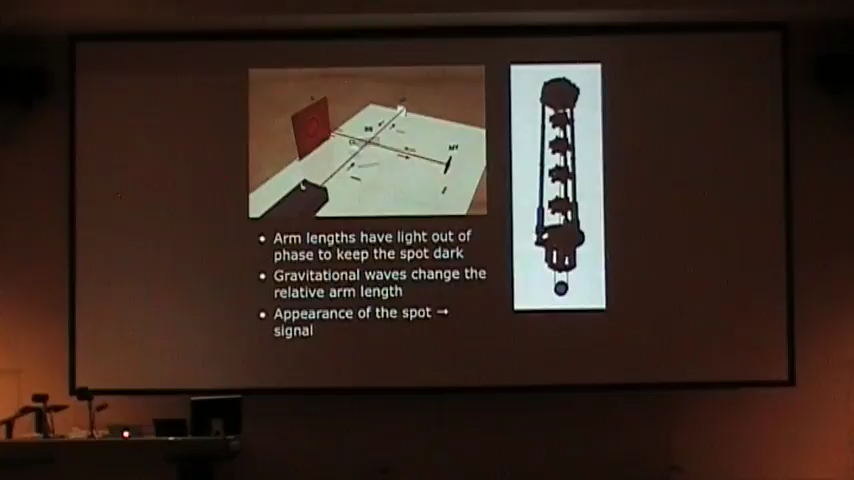 • Arm lengths have light out of
phase to keep the spot dark
• Gravitational waves change the
relative arm length
• Appearance of the spot →
signal